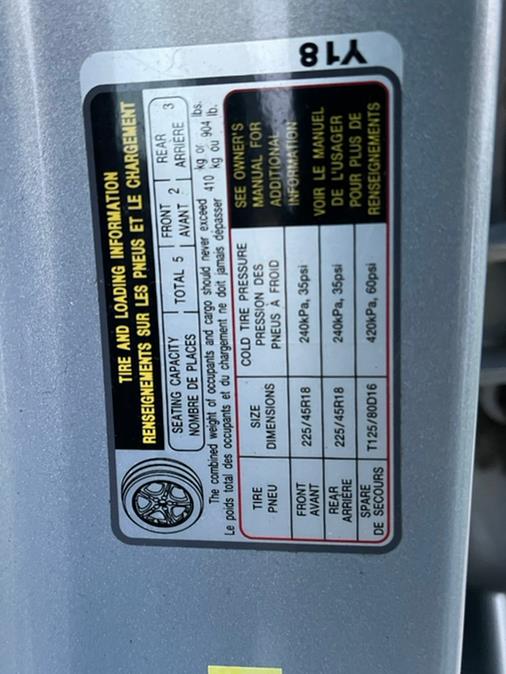 TIRE AND LOADING INFORMATION
RENSEIGNEMENTS SUR LES PNEUS ET LE CHARGEMENT
SEATING CAPACITY
NOMBRE DE PLACES
TOTAL 5
FRONT
AVANT
2
REAR
ARRIÈRE
3
The combined weight of occupants and cargo should never exceed 410 kg or 904 lbs.
Le poids total des occupants et du chargement ne doit jamais dépasser 410 kg ou 904 lb.
TIRE
PNEU
SIZE
DIMENSIONS
COLD TIRE PRESSURE
PRESSION DES
PNEUS À FROID
SEE OWNER'S
MANUAL FOR
ADDITIONAL
INFORMATION
VOIR LE MANUEL
DE L'USAGER
POUR PLUS DE
RENSEIGNEMENTS
FRONT
AVANT
225/45R18
240kPa, 35psi
REAR
ARRIÈRE
225/45R18
240kPa, 35psi
SPARE
DE SECOURS
T125/80D16
420kPa, 60psi
Y18